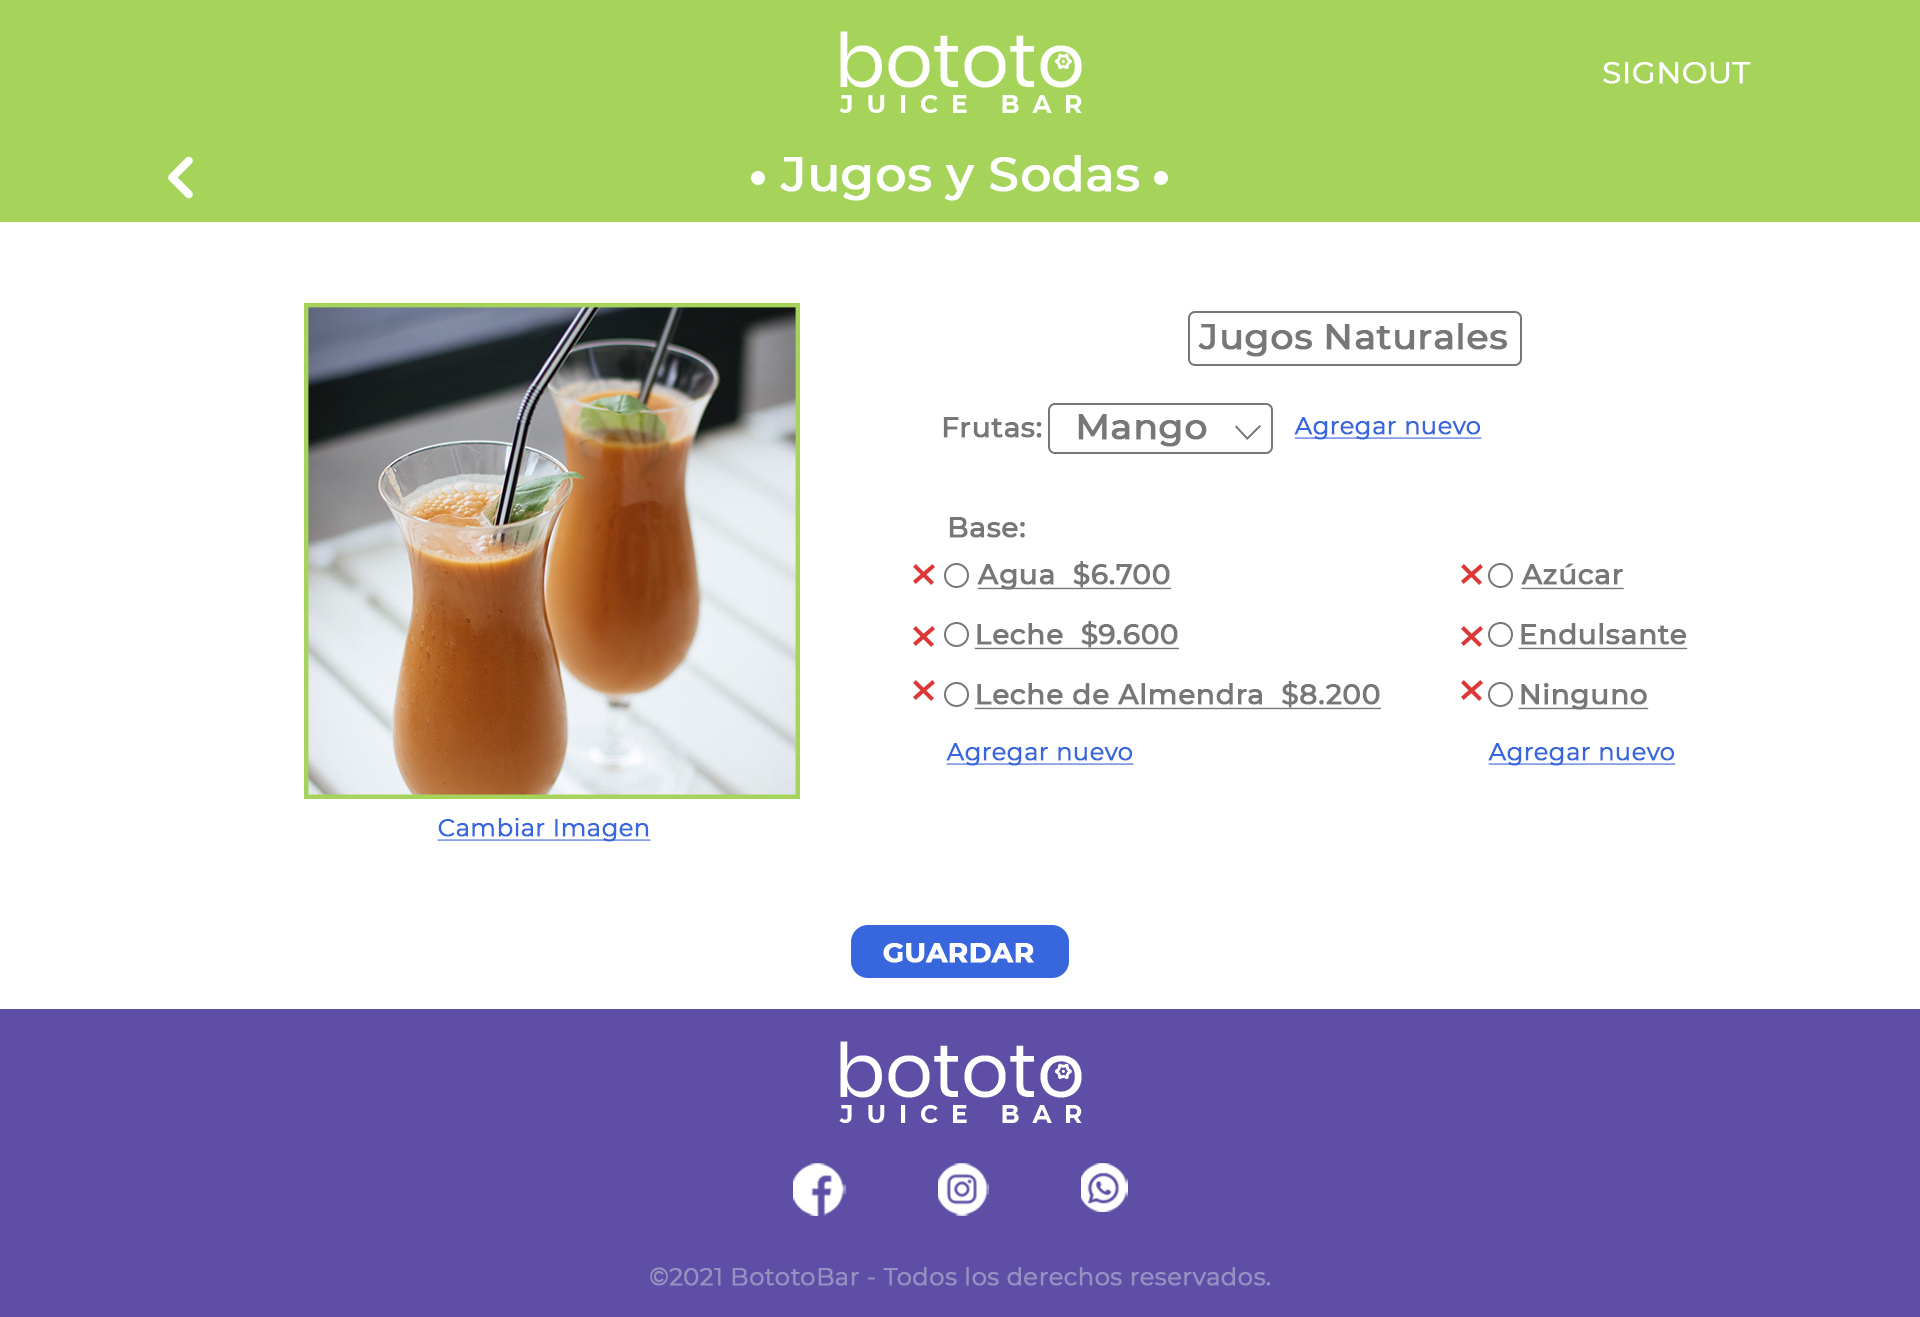 bototo
JUICE BAR
SIGNOUT
• Jugos y Sodas •
Jugos Naturales
Frutas: Mango Agregar nuevo
Base:
Agua $6.700 Azúcar
Leche $9.600 Endulsante
Leche de Almendra $8.200 Ninguno
Agregar nuevo Agregar nuevo
Cambiar Imagen
GUARDAR
bototo
JUICE BAR
©2021 BototoBar - Todos los derechos reservados.